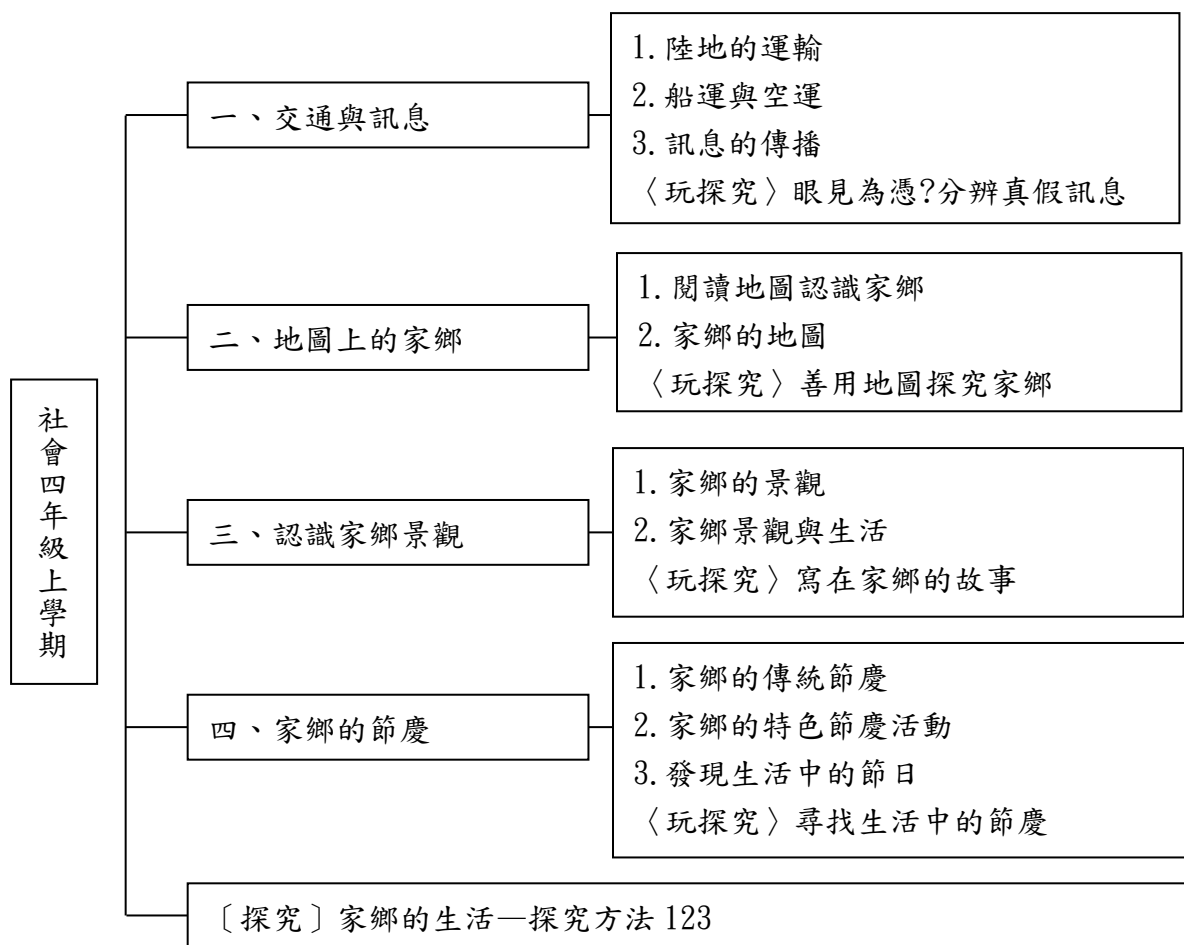 社會四年級上學期
一、交通與訊息
1.陸地的運輸
2.船運與空運
3.訊息的傳播
〈玩探究〉眼見為憑?分辨真假訊息
二、地圖上的家鄉
1.閱讀地圖認識家鄉
2.家鄉的地圖
〈玩探究〉善用地圖探究家鄉
三、認識家鄉景觀
1.家鄉的景觀
2.家鄉景觀與生活
〈玩探究〉寫在家鄉的故事
四、家鄉的節慶
1.家鄉的傳統節慶
2.家鄉的特色節慶活動
3.發現生活中的節日
〈玩探究〉尋找生活中的節慶
〔探究〕家鄉的生活—探究方法 123